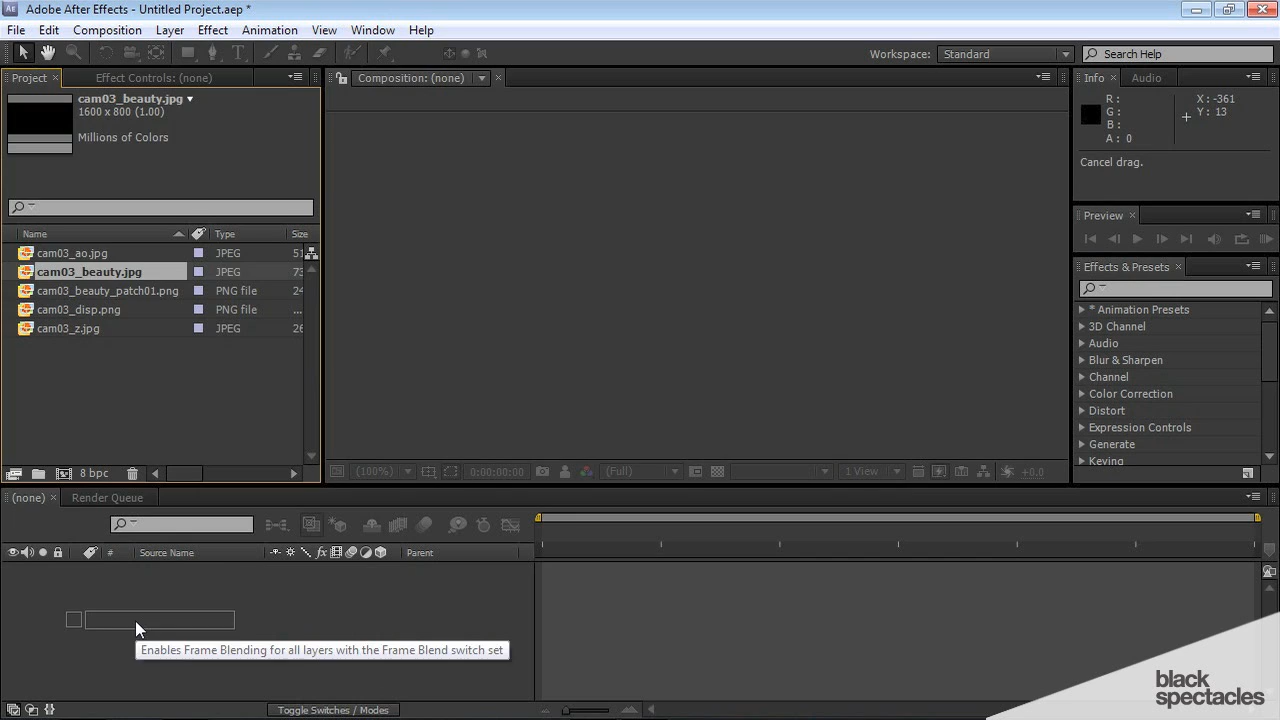 Adobe After Effects - Untitled Project.aep *
File Edit Composition Layer Effect Animation View Window Help
Workspace: Standard Search Help
Project Effect Controls: (none) Composition: (none) Info Audio
cam03_beauty.jpg
1600 x 800 (1.00)
Millions of Colors
R: X: -361
G: Y: 13
B:
A: 0
Cancel drag.
Preview
Effects & Presets
Name Type Size
cam03_ao.jpg JPEG 51
cam03_beauty.jpg JPEG 73
cam03_beauty_patch01.png PNG file 24
cam03_disp.png PNG file ...
cam03_z.jpg JPEG 26
* Animation Presets
3D Channel
Audio
Blur & Sharpen
Channel
Color Correction
Distort
Expression Controls
Generate
Keying
8 bpc (100%) 0:00:00:00 (Full) 1 View +0.0
(none) Render Queue
# Source Name fx Parent
Enables Frame Blending for all layers with the Frame Blend switch set
Toggle Switches / Modes
black
spectacles